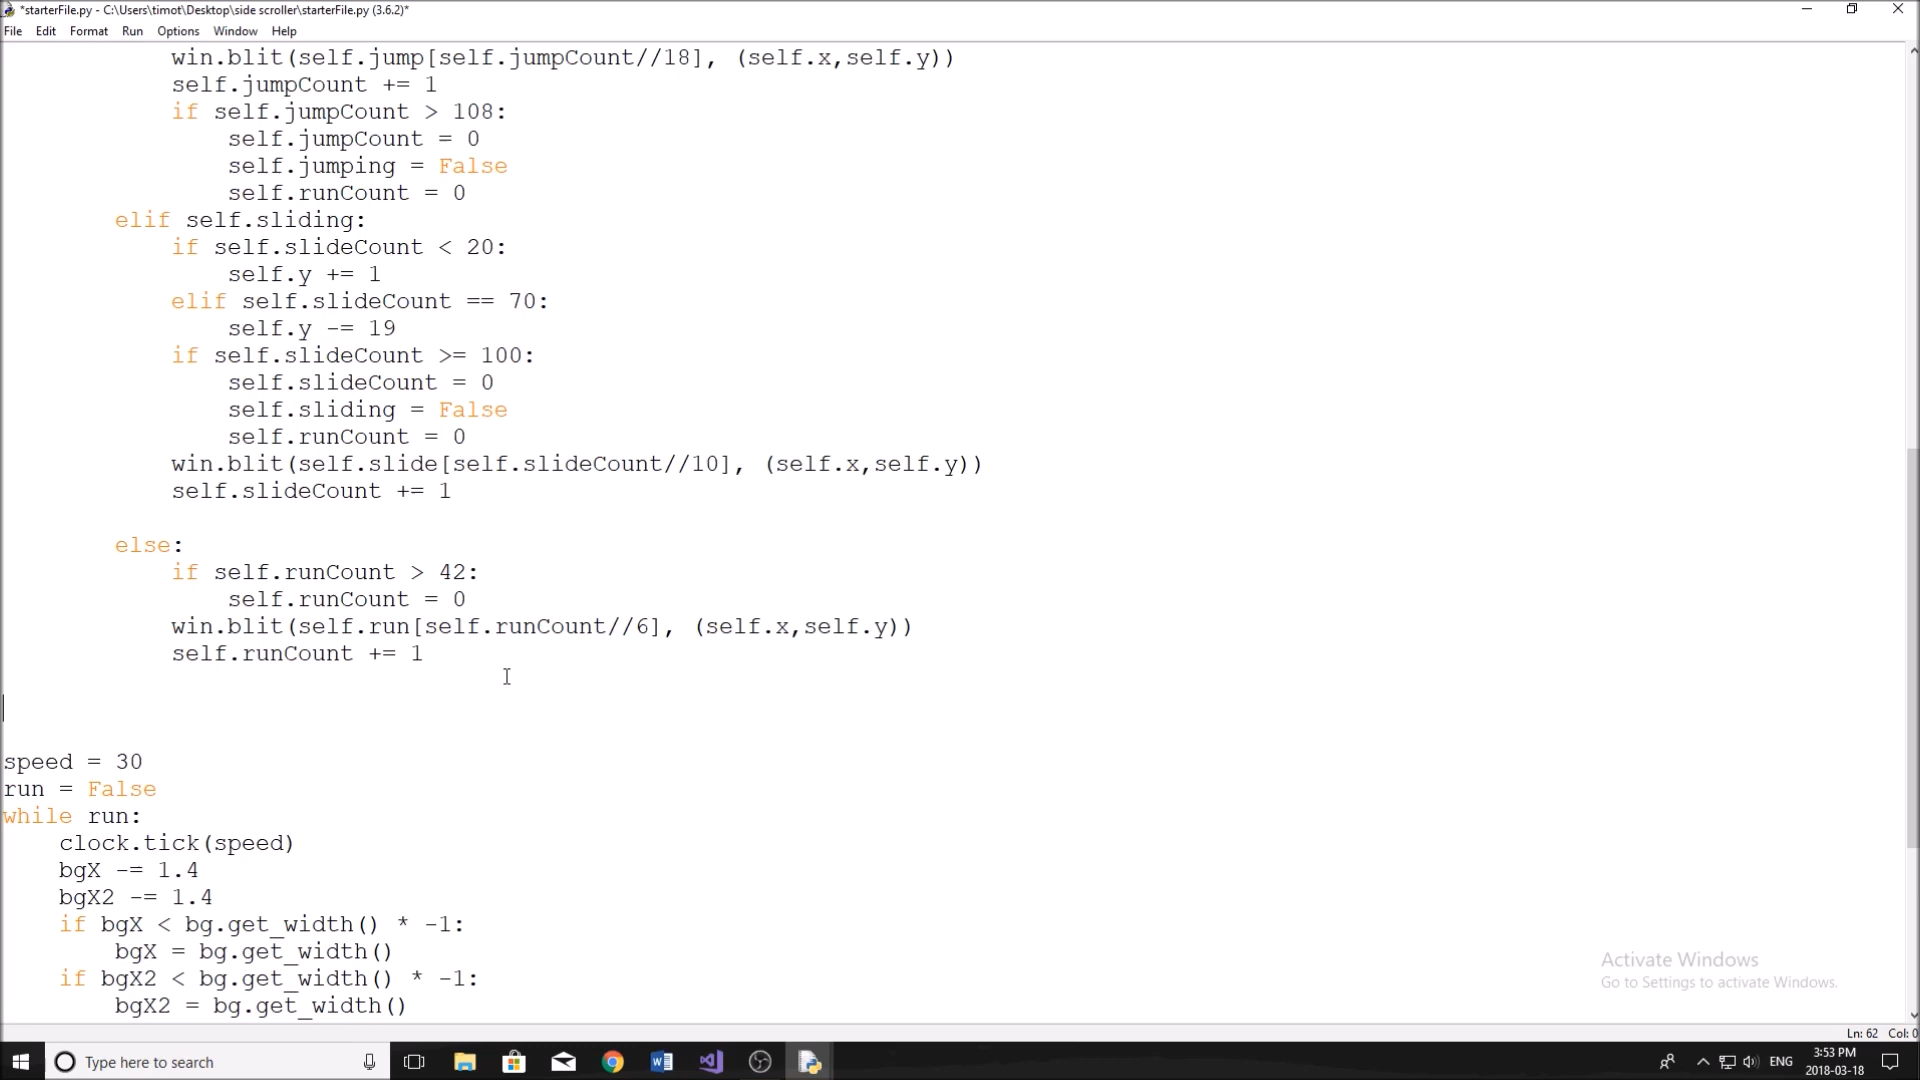 *starterFile.py - C:\Users\timot\Desktop\side scroller\starterFile.py (3.6.2)*
File Edit Format Run Options Window Help
win.blit(self.jump[self.jumpCount//18], (self.x,self.y))
self.jumpCount += 1
if self.jumpCount > 108:
self.jumpCount = 0
self.jumping = False
self.runCount = 0
elif self.sliding:
if self.slideCount < 20:
self.y += 1
elif self.slideCount == 70:
self.y -= 19
if self.slideCount >= 100:
self.slideCount = 0
self.sliding = False
self.runCount = 0
win.blit(self.slide[self.slideCount//10], (self.x,self.y))
self.slideCount += 1
else:
if self.runCount > 42:
self.runCount = 0
win.blit(self.run[self.runCount//6], (self.x,self.y))
self.runCount += 1
speed = 30
run = False
while run:
clock.tick(speed)
bgX -= 1.4
bgX2 -= 1.4
if bgX < bg.get_width() * -1:
bgX = bg.get_width()
if bgX2 < bg.get_width() * -1:
bgX2 = bg.get_width()
Activate Windows
Go to Settings to activate Windows.
Ln: 62 Col: 0
Type here to search
ENG
3:53 PM
2018-03-18